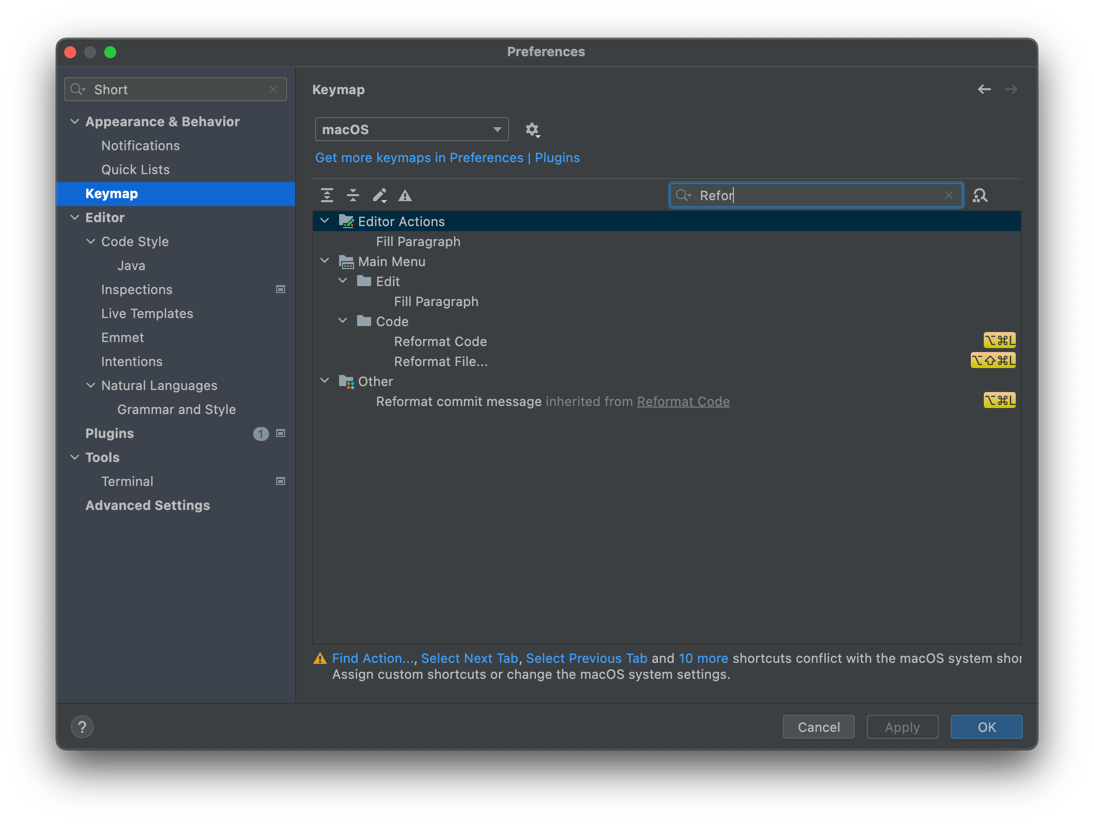 Preferences
Short
Appearance & Behavior
Notifications
Quick Lists
Keymap
Editor
Code Style
Java
Inspections
Live Templates
Emmet
Intentions
Natural Languages
Grammar and Style
Plugins 1
Tools
Terminal
Advanced Settings
Keymap
macOS
Get more keymaps in Preferences | Plugins
Refor
Editor Actions
Fill Paragraph
Main Menu
Edit
Fill Paragraph
Code
Reformat Code ⌥⌘L
Reformat File... ⌥⇧⌘L
Other
Reformat commit message inherited from Reformat Code ⌥⌘L
Find Action..., Select Next Tab, Select Previous Tab and 10 more shortcuts conflict with the macOS system shor
Assign custom shortcuts or change the macOS system settings.
?
Cancel
Apply
OK